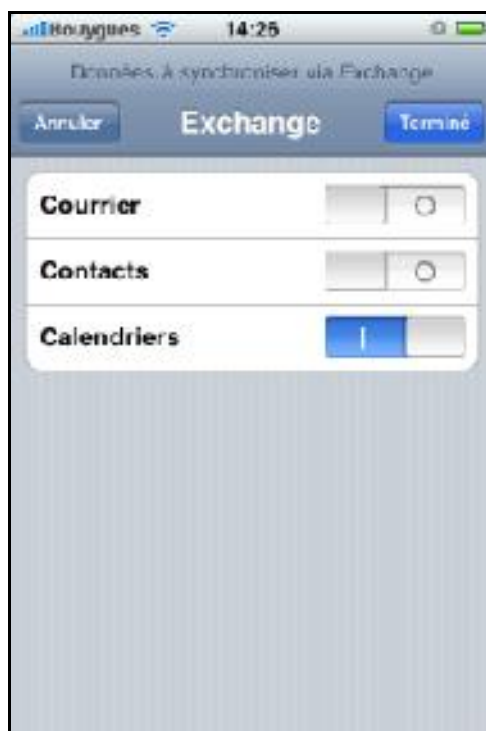 Bouygues 14:25
Données à synchroniser via Exchange
Annuler Exchange Terminé
Courrier
Contacts
Calendriers